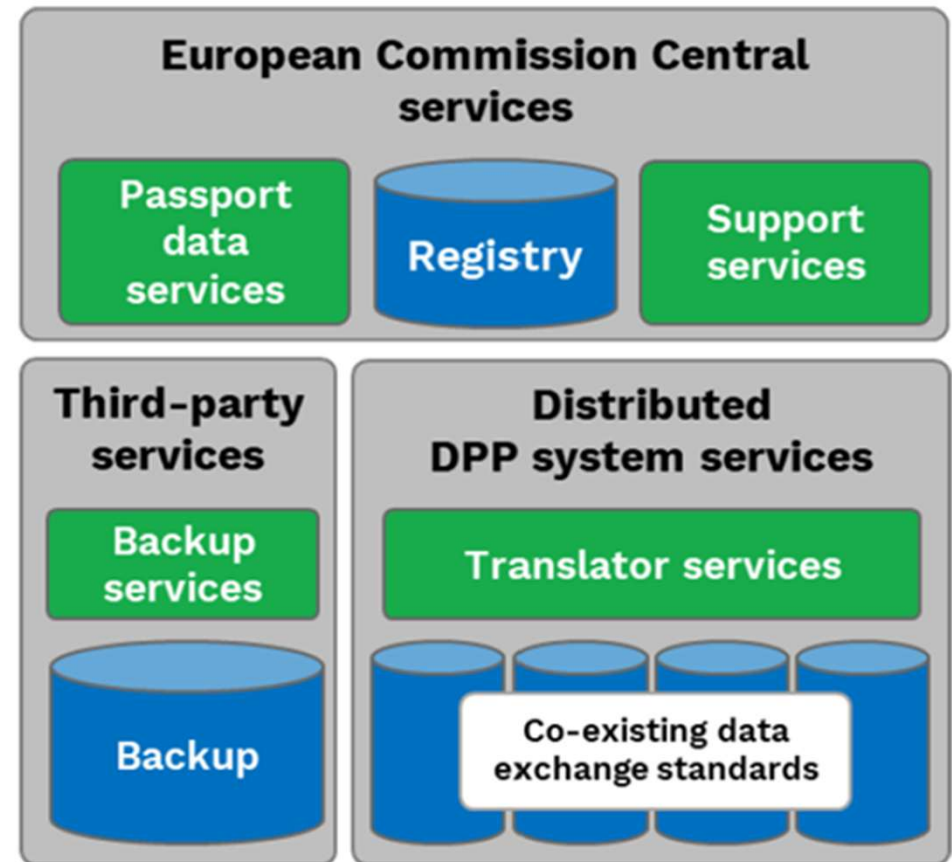 European Commission Central
services
Passport
data
services
Registry
Support
services
Third-party
services
Backup
services
Backup
Distributed
DPP system services
Translator services
Co-existing data
exchange standards